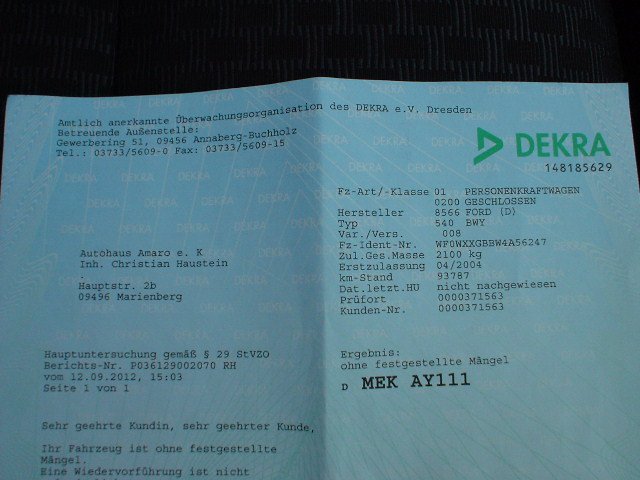 Amtlich anerkannte Überwachungsorganisation des DEKRA e.V. Dresden
Betreuende Außenstelle:
Gewerbering 51, 09456 Annaberg-Buchholz
Tel.: 03733/5609-0 Fax: 03733/5609-15
DEKRA
148185629
Autohaus Amaro e. K
Inh. Christian Haustein
.
Hauptstr. 2b
09496 Marienberg
Fz-Art/-Klasse 01 PERSONENKRAFTWAGEN
0200 GESCHLOSSEN
Hersteller 8566 FORD (D)
Typ 540 BWY
Var./Vers. 008
Fz-Ident-Nr. WF0WXXGBBW4A56247
Zul.Ges.Masse 2100 kg
Erstzulassung 04/2004
km-Stand 93787
Dat.letzt.HU nicht nachgewiesen
Prüfort 0000371563
Kunden-Nr. 0000371563
Hauptuntersuchung gemäß § 29 StVZO
Berichts-Nr. P036129002070 RH
vom 12.09.2012, 15:03
Seite 1 von 1
Ergebnis:
ohne festgestellte Mängel
D MEK AY111
Sehr geehrte Kundin, sehr geehrter Kunde,
Ihr Fahrzeug ist ohne festgestellte
Mängel.
Eine Wiedervorführung ist nicht